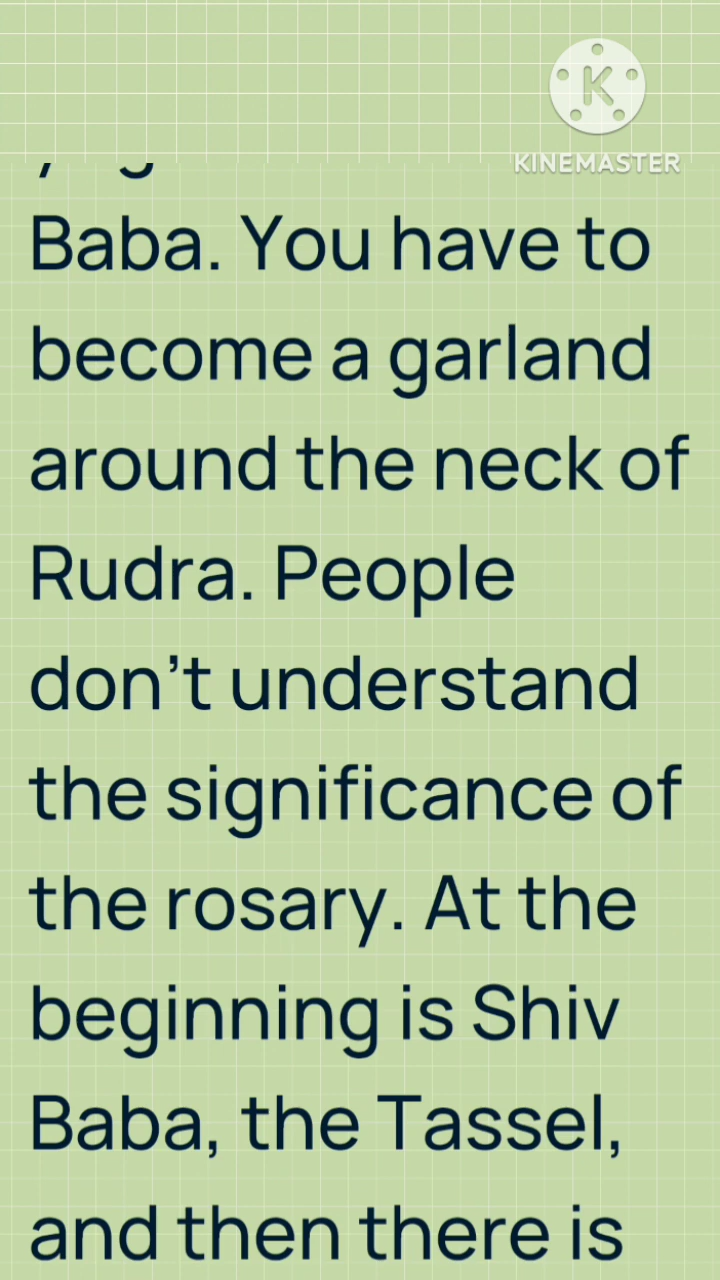 KINEMASTER
Baba. You have to
become a garland
around the neck of
Rudra. People
don’t understand
the significance of
the rosary. At the
beginning is Shiv
Baba, the Tassel,
and then there is